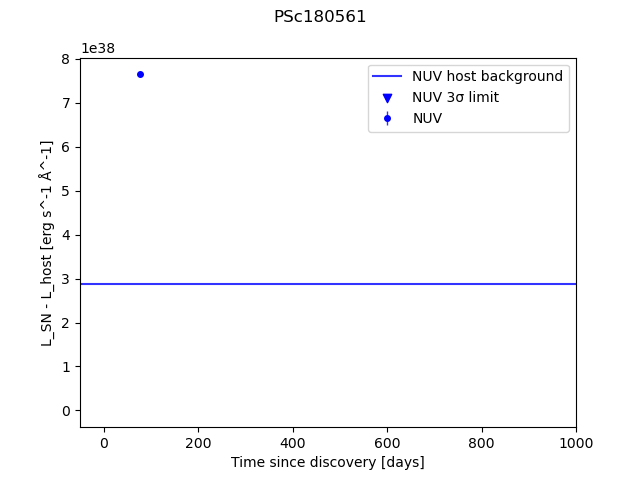 PSc180561
1e38
8
7
6
5
4
3
2
1
0
L_SN - L_host [erg s^-1 Å^-1]
NUV host background
NUV 3σ limit
NUV
0 200 400 600 800 1000
Time since discovery [days]